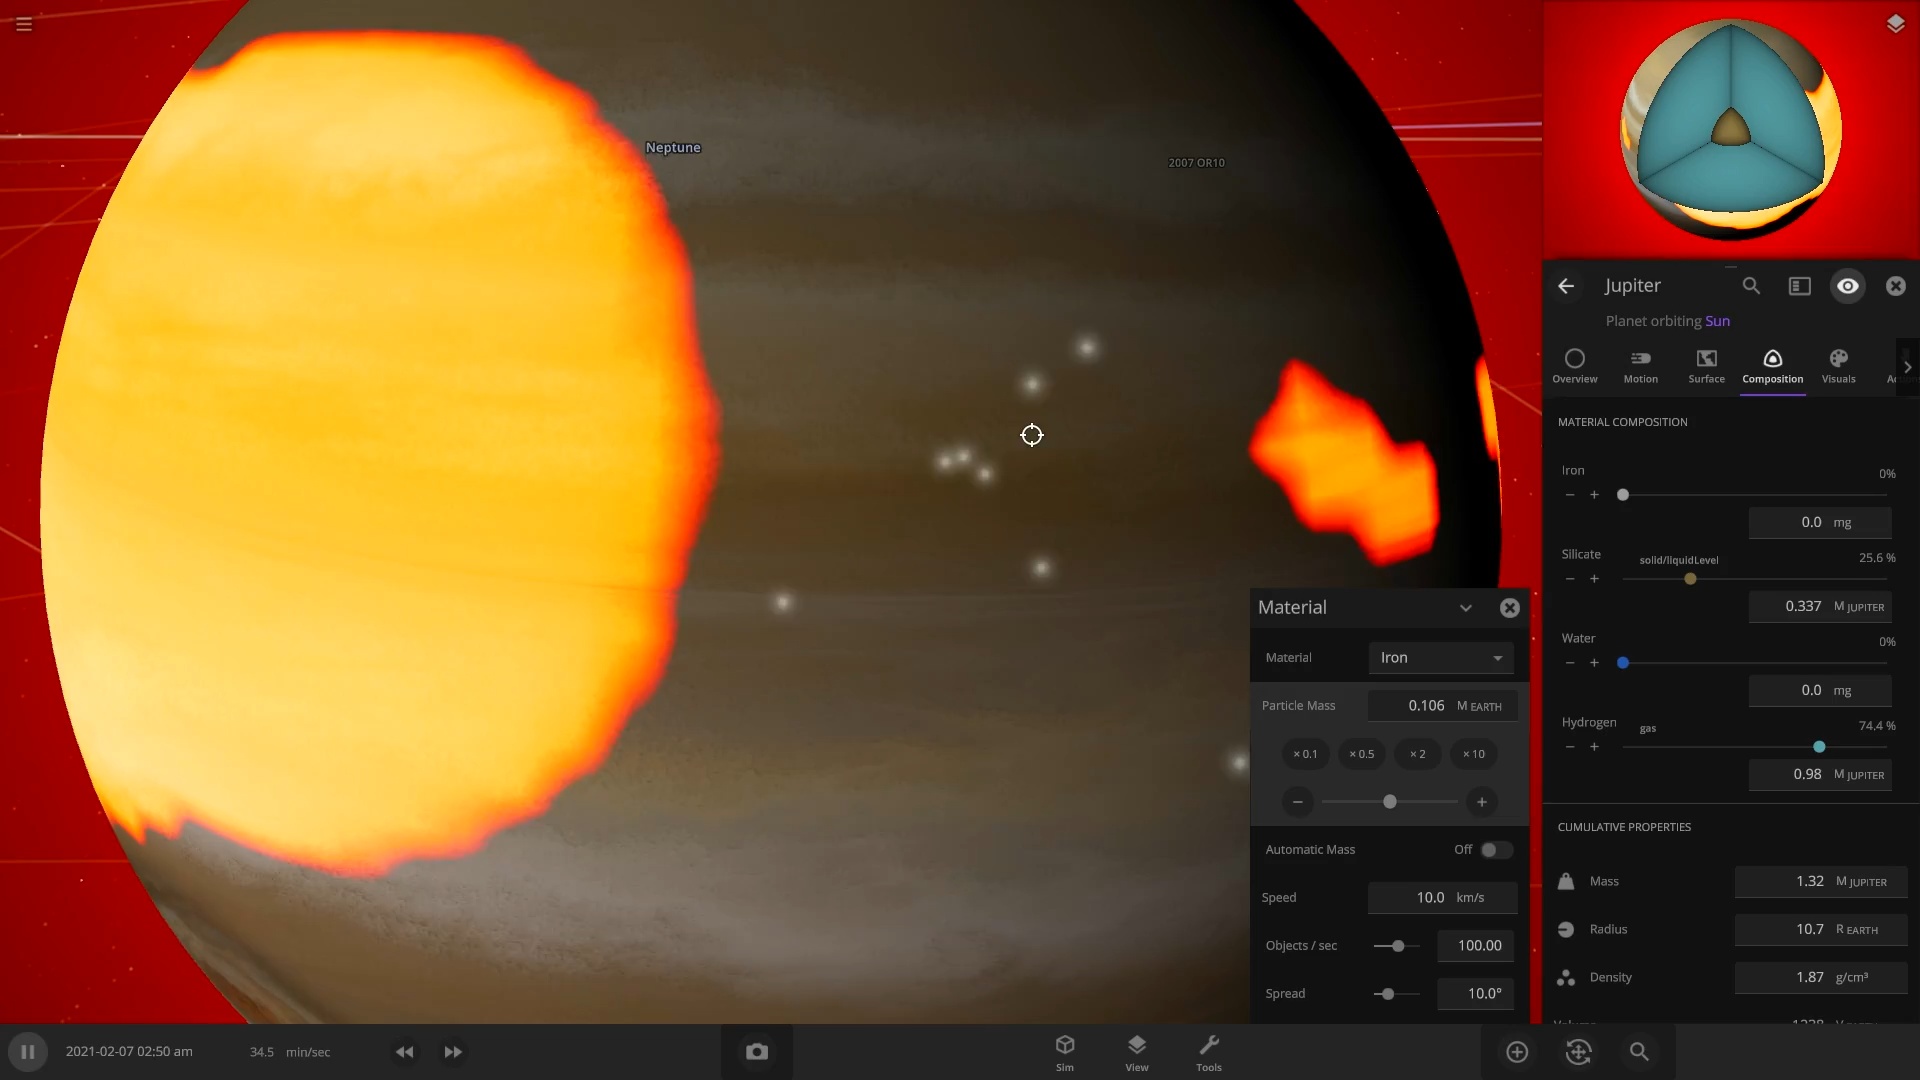 Neptune
2007 OR10
Jupiter
Planet orbiting Sun
Overview
Motion
Surface
Composition
Visuals
MATERIAL COMPOSITION
Iron
0%
0.0 mg
Silicate
solid/liquidLevel
25.6 %
0.337 M JUPITER
Water
0%
0.0 mg
Hydrogen
gas
74.4 %
0.98 M JUPITER
CUMULATIVE PROPERTIES
Mass 1.32 M JUPITER
Radius 10.7 R EARTH
Density 1.87 g/cm³
Material
Material Iron
Particle Mass 0.106 M EARTH
× 0.1 × 0.5 × 2 × 10
Automatic Mass Off
Speed 10.0 km/s
Objects / sec 100.00
Spread 10.0°
2021-02-07 02:50 am
34.5 min/sec
Sim
View
Tools